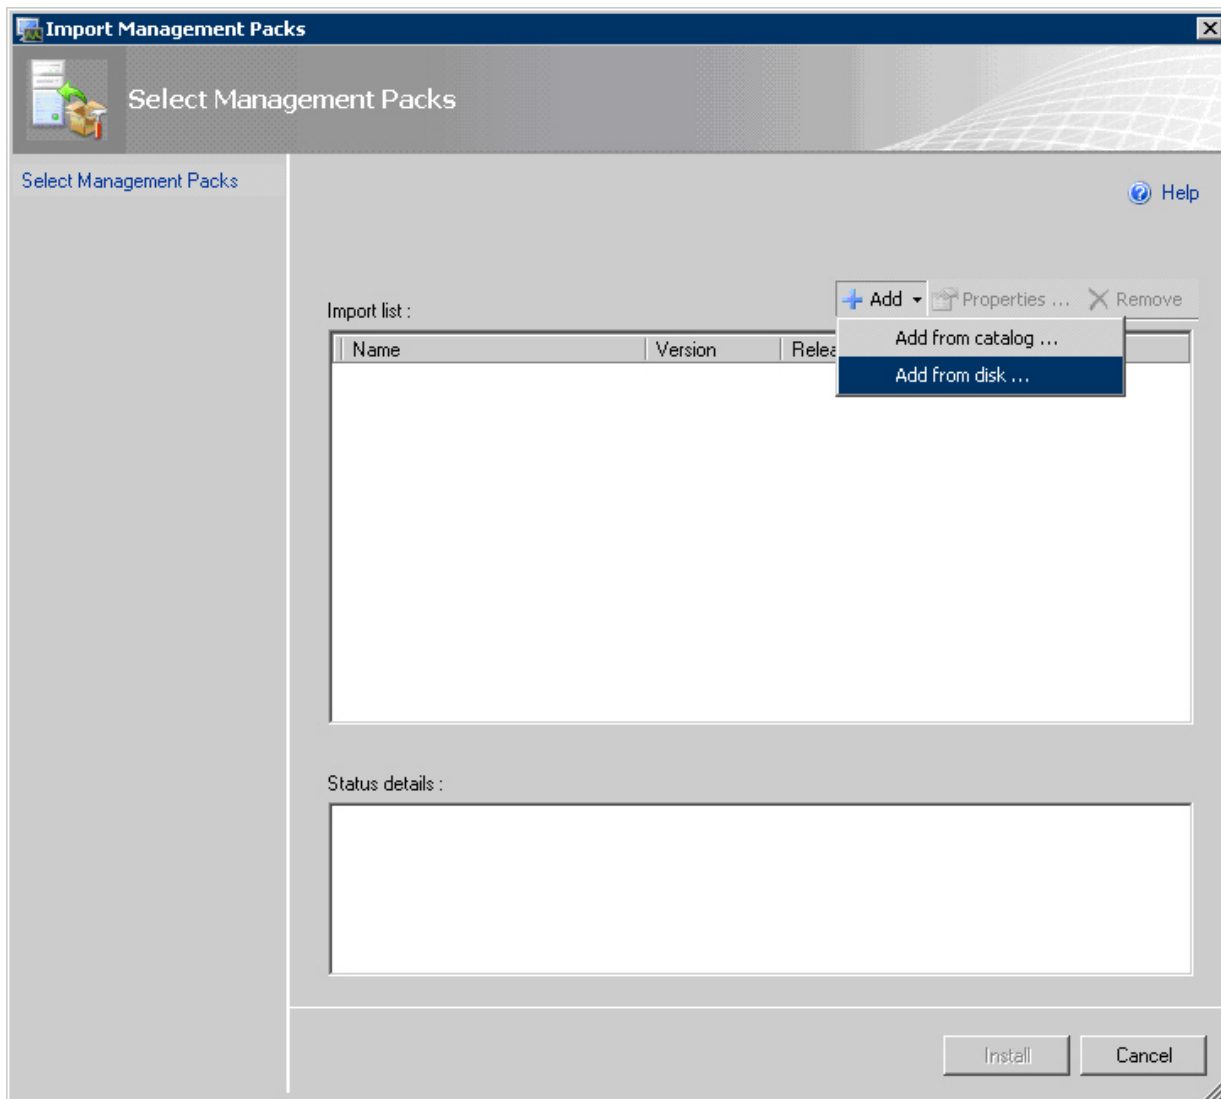 Import Management Packs
Select Management Packs
Select Management Packs
Help
Add Properties ... Remove
Import list :
Add from catalog ...
Name Version
Add from disk ...
Status details :
Install Cancel